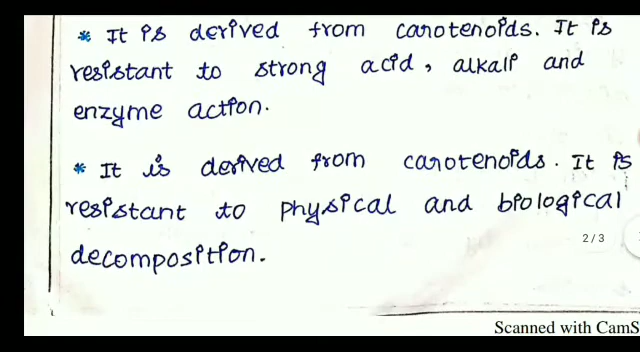 * It is derived from carotenoids. It is
resistant to strong acid, alkali and
enzyme action.
* It is derived from carotenoids. It is
resistant to physical and biological
decomposition.
2/3
Scanned with CamS